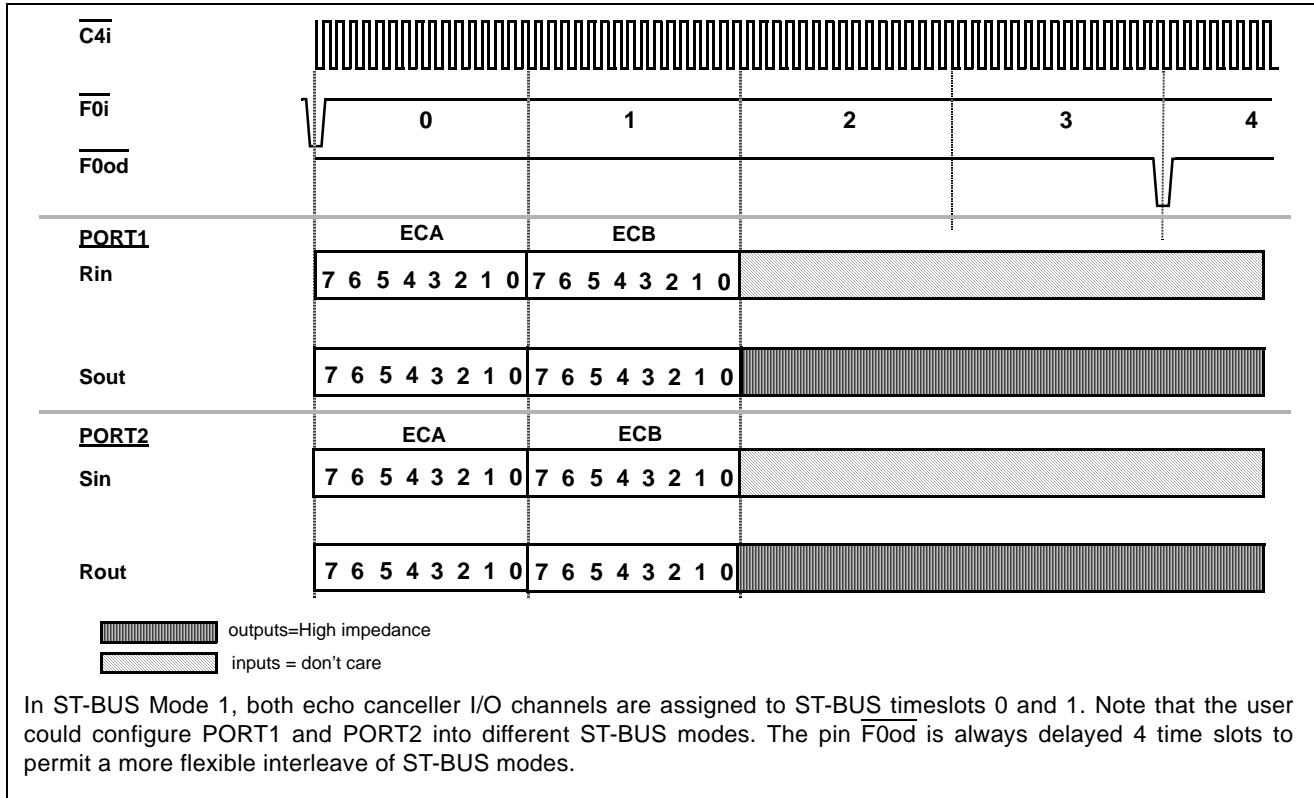 C4i
F0i
0 1 2 3 4
F0od
PORT1
ECA ECB
Rin
7 6 5 4 3 2 1 0 7 6 5 4 3 2 1 0
Sout
7 6 5 4 3 2 1 0 7 6 5 4 3 2 1 0
PORT2
ECA ECB
Sin
7 6 5 4 3 2 1 0 7 6 5 4 3 2 1 0
Rout
7 6 5 4 3 2 1 0 7 6 5 4 3 2 1 0
outputs=High impedance
inputs = don't care
In ST-BUS Mode 1, both echo canceller I/O channels are assigned to ST-BUS timeslots 0 and 1. Note that the user
could configure PORT1 and PORT2 into different ST-BUS modes. The pin F0od is always delayed 4 time slots to
permit a more flexible interleave of ST-BUS modes.